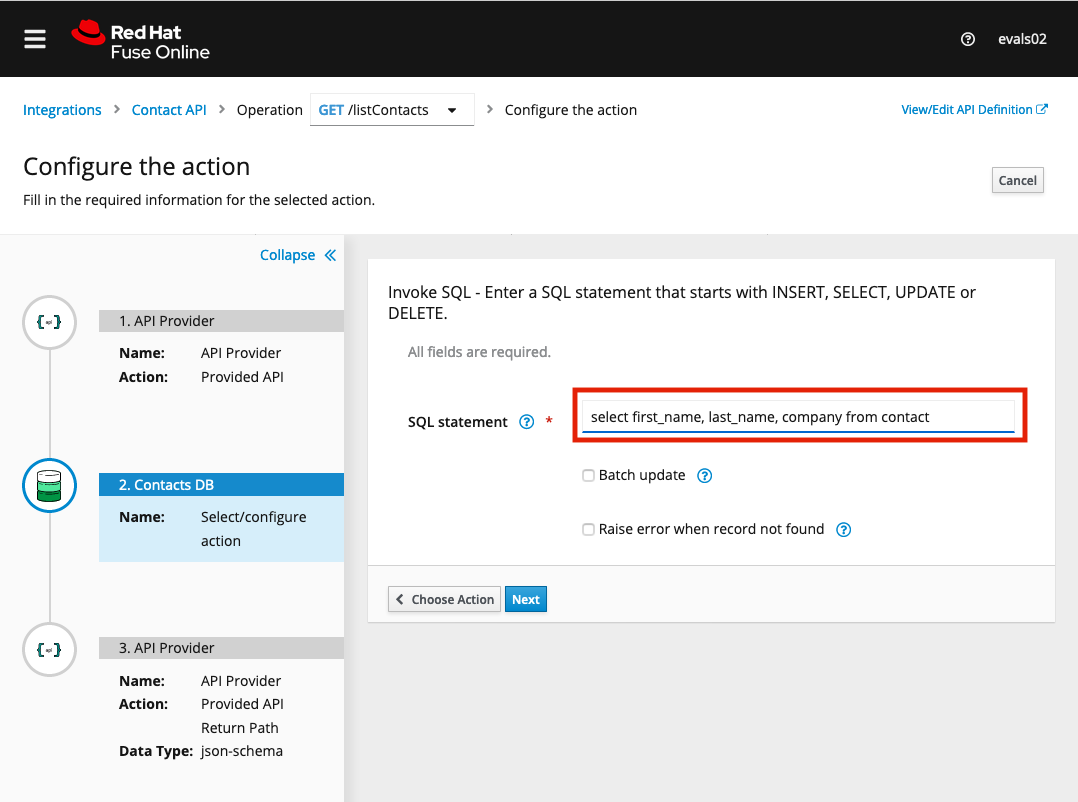 Red Hat
Fuse Online
evals02
Integrations > Contact API > Operation GET /listContacts > Configure the action
View/Edit API Definition
Configure the action
Fill in the required information for the selected action.
Cancel
Collapse
1. API Provider
Name: API Provider
Action: Provided API
2. Contacts DB
Name: Select/configure
action
3. API Provider
Name: API Provider
Action: Provided API
Return Path
Data Type: json-schema
Invoke SQL - Enter a SQL statement that starts with INSERT, SELECT, UPDATE or
DELETE.
All fields are required.
SQL statement * select first_name, last_name, company from contact
Batch update
Raise error when record not found
Choose Action Next